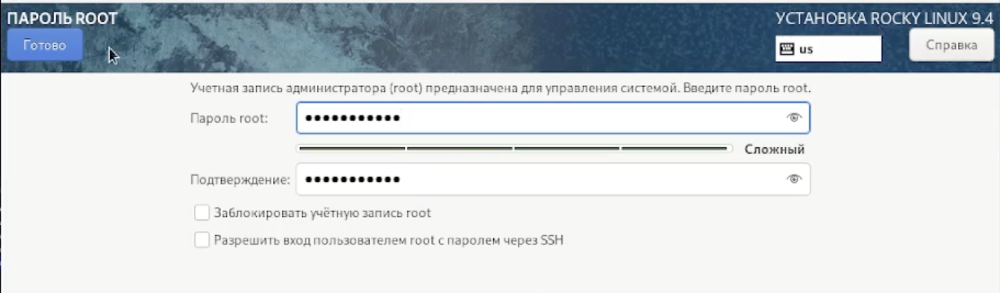 ПАРОЛЬ ROOT
УСТАНОВКА ROCKY LINUX 9.4
Готово
us
Справка
Учетная запись администратора (root) предназначена для управления системой. Введите пароль root.
Пароль root: •••••••••••
Сложный
Подтверждение: •••••••••••
Заблокировать учётную запись root
Разрешить вход пользователем root с паролем через SSH